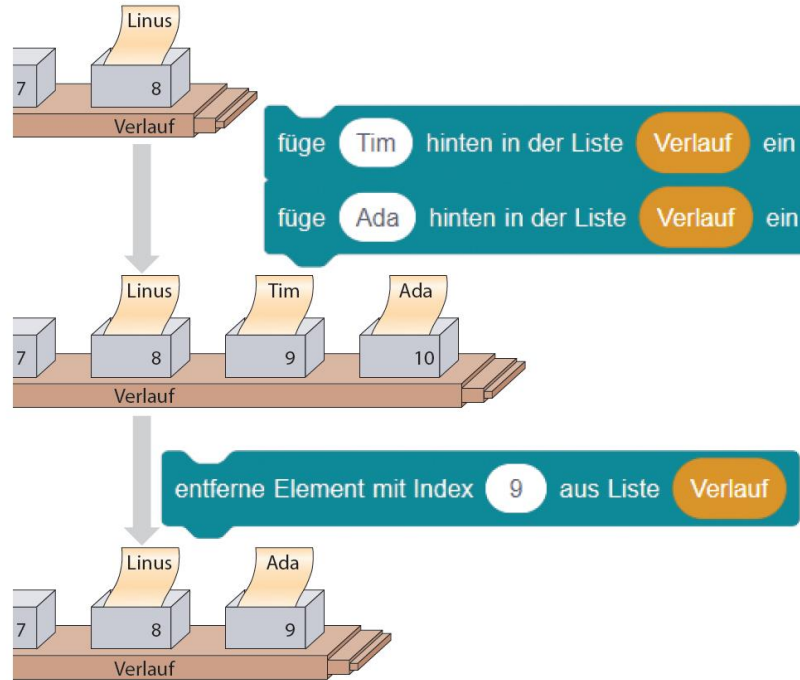 Linus
7 8
Verlauf
füge Tim hinten in der Liste Verlauf ein
füge Ada hinten in der Liste Verlauf ein
Linus Tim Ada
7 8 9 10
Verlauf
entferne Element mit Index 9 aus Liste Verlauf
Linus Ada
7 8 9
Verlauf